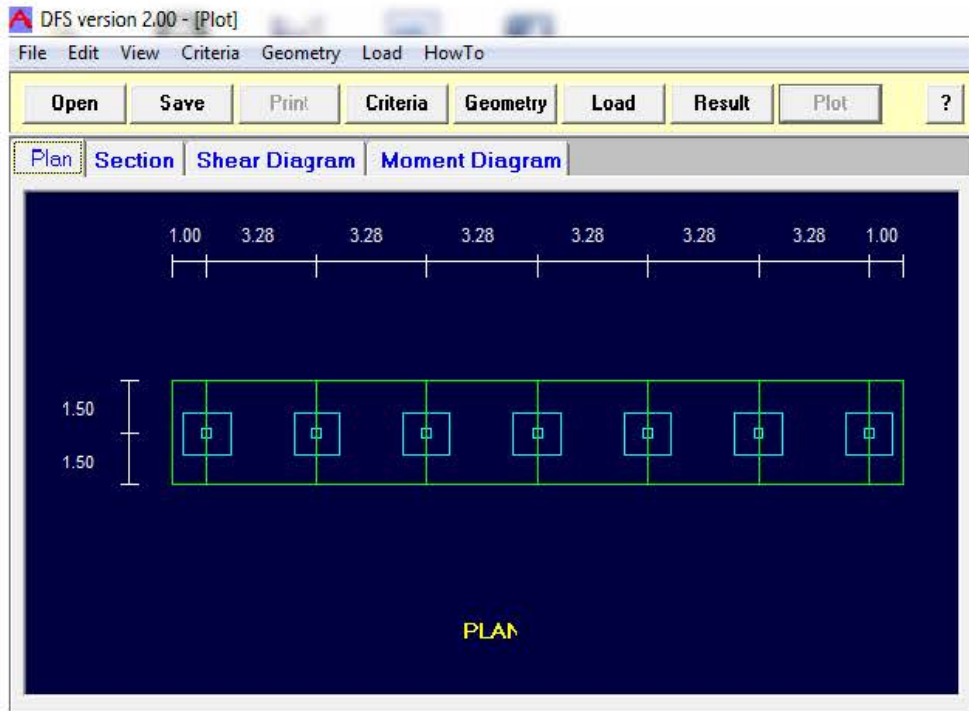 DFS version 2.00 - [Plot]
File Edit View Criteria Geometry Load HowTo
Open Save Print Criteria Geometry Load Result Plot ?
Plan Section Shear Diagram Moment Diagram
1.00 3.28 3.28 3.28 3.28 3.28 3.28 1.00
1.50
1.50
PLAN